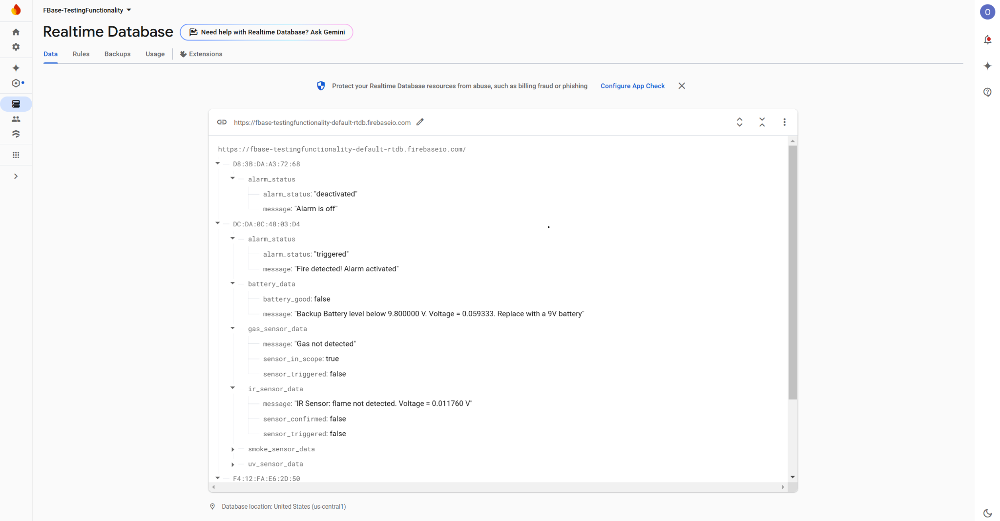 FBase-TestingFunctionality
O
Realtime Database
Need help with Realtime Database? Ask Gemini
Data Rules Backups Usage Extensions
Protect your Realtime Database resources from abuse, such as billing fraud or phishing Configure App Check
https://fbase-testingfunctionality-default-rtdb.firebaseio.com
https://fbase-testingfunctionality-default-rtdb.firebaseio.com/
D8:3B:DA:A3:72:68
alarm_status
alarm_status: "deactivated"
message: "Alarm is off"
DC:DA:0C:48:03:D4
alarm_status
alarm_status: "triggered"
message: "Fire detected! Alarm activated"
battery_data
battery_good: false
message: "Backup Battery level below 9.800000 V. Voltage = 0.059333. Replace with a 9V battery"
gas_sensor_data
message: "Gas not detected"
sensor_in_scope: true
sensor_triggered: false
ir_sensor_data
message: "IR Sensor: flame not detected. Voltage = 0.011760 V"
sensor_confirmed: false
sensor_triggered: false
smoke_sensor_data
uv_sensor_data
F4:12:FA:E6:2D:50
Database location: United States (us-central1)